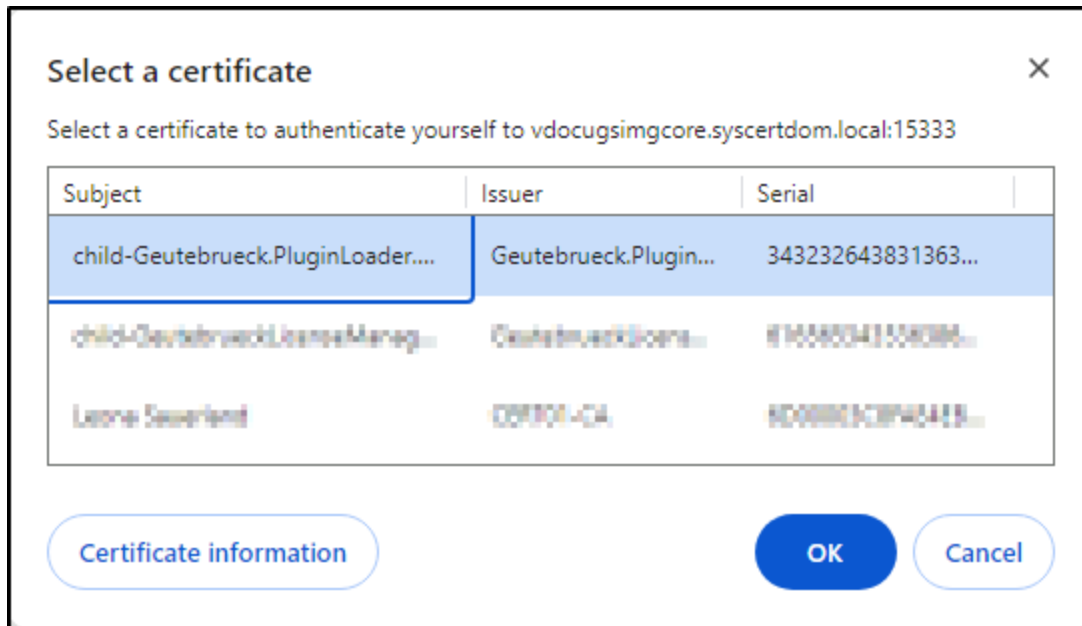 Select a certificate
Select a certificate to authenticate yourself to vdocugsimgcore.syscertdom.local:15333
Subject Issuer Serial
child-Geutebrueck.PluginLoader.... Geutebrueck.Plugin... 343232643831363...
Certificate information OK Cancel